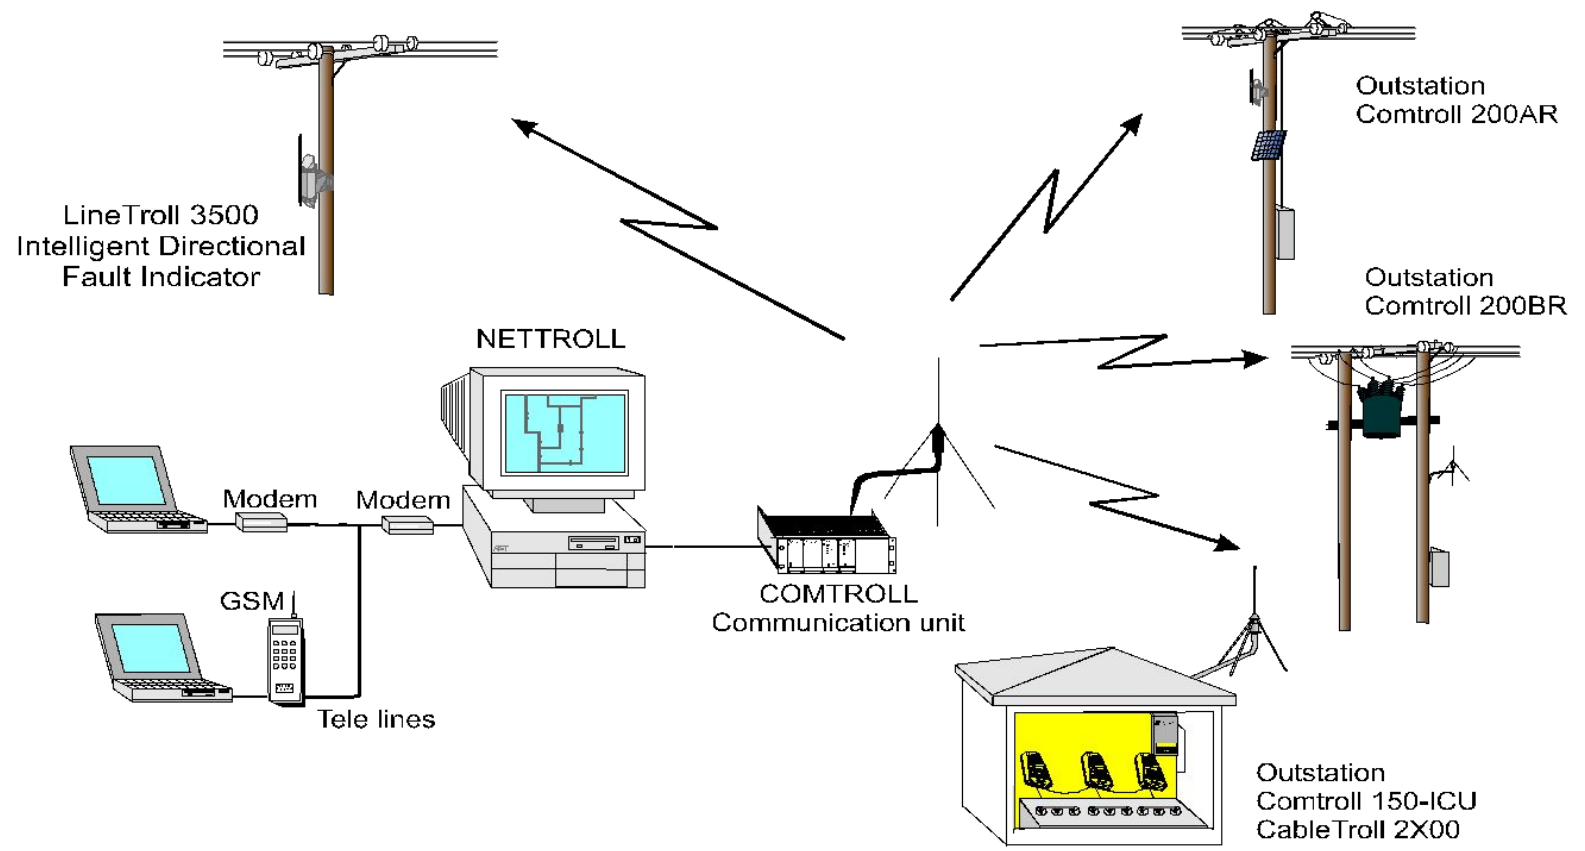 Outstation
Comtroll 200AR
LineTroll 3500
Intelligent Directional
Fault Indicator
Outstation
Comtroll 200BR
NETTROLL
Modem
Modem
GSM
COMTROLL
Communication unit
Tele lines
Outstation
Comtroll 150-ICU
CableTroll 2X00